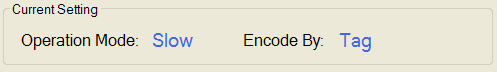 Current Setting
Operation Mode: Slow Encode By: Tag